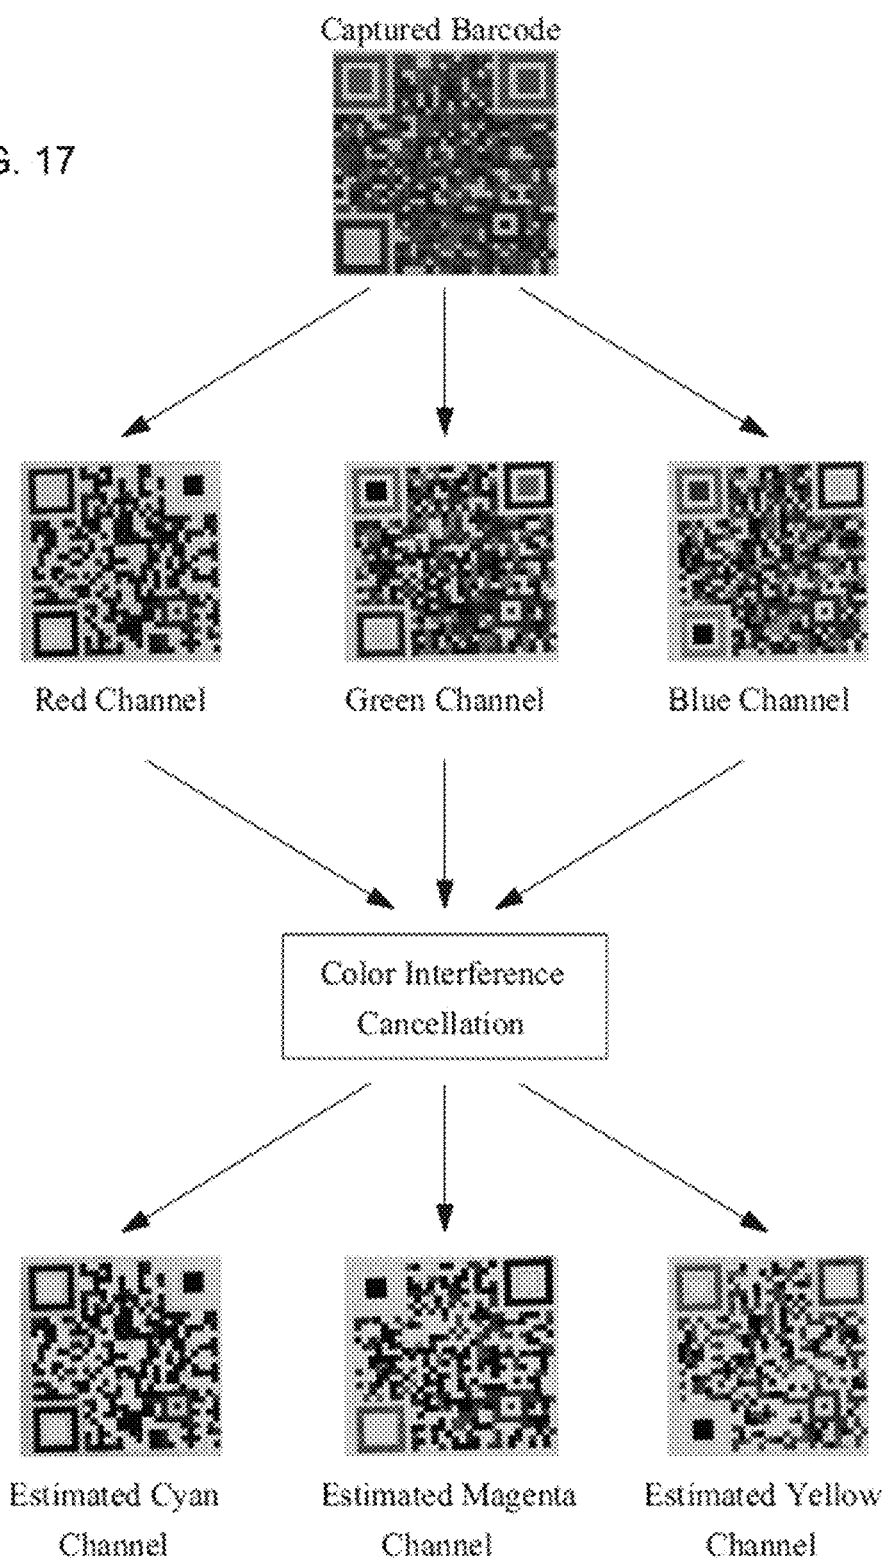 Captured Barcode
G. 17
Red Channel
Green Channel
Blue Channel
Color Interference
Cancellation
Estimated Cyan
Channel
Estimated Magenta
Channel
Estimated Yellow
Channel